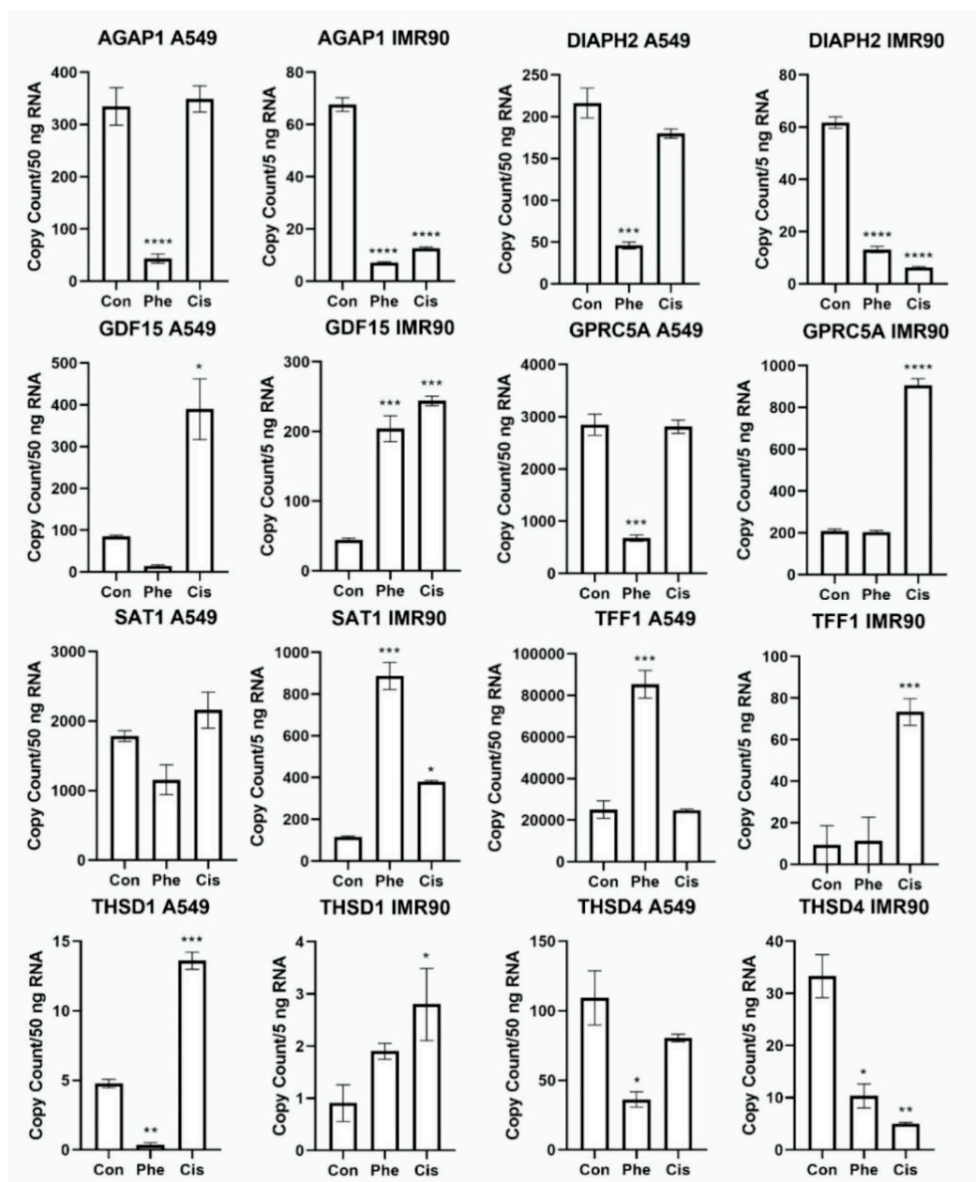 AGAP1 A549
Copy Count/50 ng RNA
400
300
200
100
0
****
Con Phe Cis
AGAP1 IMR90
Copy Count/5 ng RNA
80
60
40
20
0
**** ****
Con Phe Cis
DIAPH2 A549
Copy Count/50 ng RNA
250
200
150
100
50
0
***
Con Phe Cis
DIAPH2 IMR90
Copy Count/5 ng RNA
80
60
40
20
0
**** ****
Con Phe Cis
GDF15 A549
Copy Count/50 ng RNA
500
400
300
200
100
0
*
Con Phe Cis
GDF15 IMR90
Copy Count/5 ng RNA
300
200
100
0
*** ***
Con Phe Cis
GPRC5A A549
Copy Count/50 ng RNA
4000
3000
2000
1000
0
***
Con Phe Cis
GPRC5A IMR90
Copy Count/5 ng RNA
1000
800
600
400
200
0
****
Con Phe Cis
SAT1 A549
Copy Count/50 ng RNA
3000
2000
1000
0
Con Phe Cis
SAT1 IMR90
Copy Count/5 ng RNA
1000
800
600
400
200
0
*** *
Con Phe Cis
TFF1 A549
Copy Count/50 ng RNA
100000
80000
60000
40000
20000
0
***
Con Phe Cis
TFF1 IMR90
Copy Count/5 ng RNA
100
80
60
40
20
0
***
Con Phe Cis
THSD1 A549
Copy Count/50 ng RNA
15
10
5
0
** ***
Con Phe Cis
THSD1 IMR90
Copy Count/5 ng RNA
4
3
2
1
0
*
Con Phe Cis
THSD4 A549
Copy Count/50 ng RNA
150
100
50
0
*
Con Phe Cis
THSD4 IMR90
Copy Count/5 ng RNA
40
30
20
10
0
* **
Con Phe Cis